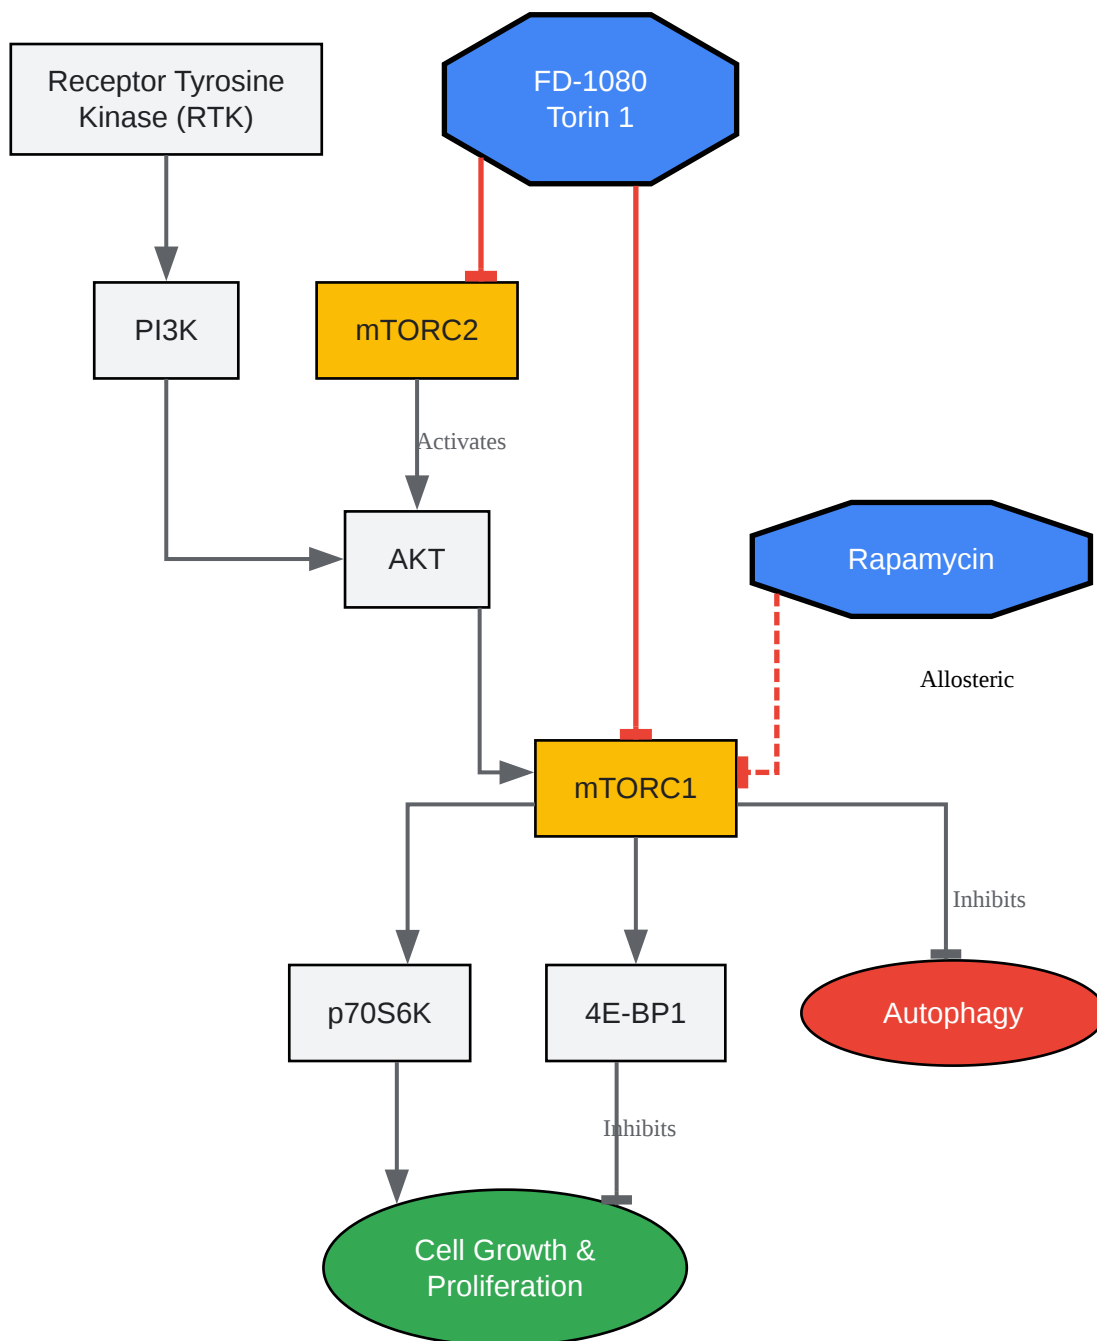 Receptor Tyrosine
Kinase (RTK)
FD-1080
Torin 1
PI3K
mTORC2
Activates
AKT
Rapamycin
Allosteric
mTORC1
Inhibits
p70S6K
4E-BP1
Autophagy
Inhibits
Cell Growth &
Proliferation